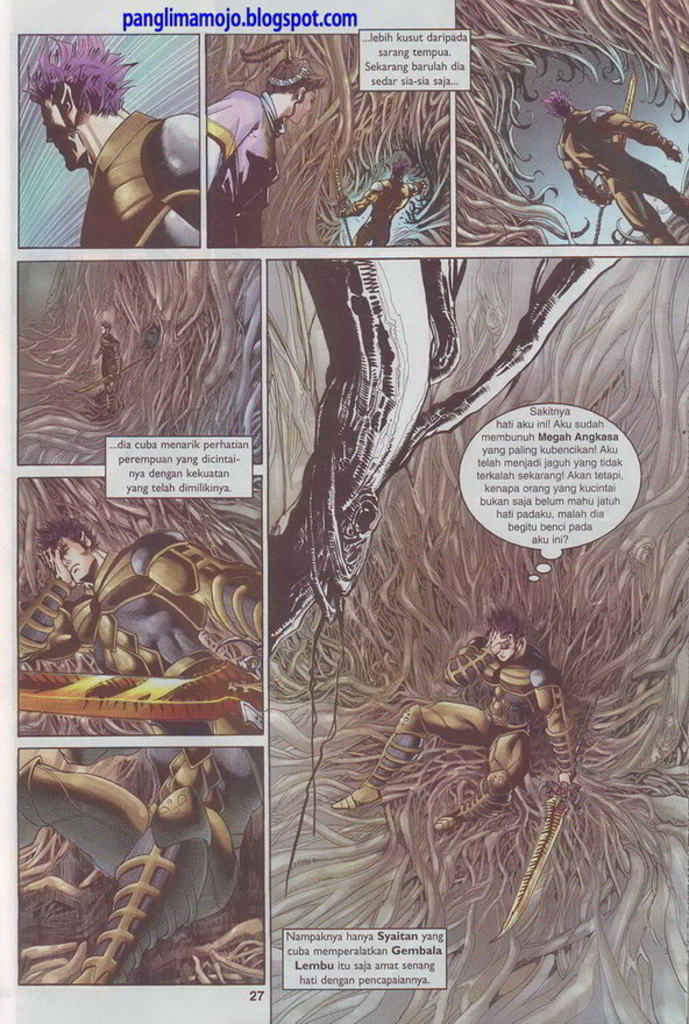 panglimamojo.blogspot.com
...lebih kusut daripada
sarang tempua.
Sekarang barulah dia
sedar sia-sia saja...
...dia cuba menarik perhatian
perempuan yang dicintai-
nya dengan kekuatan
yang telah dimilikinya.
Sakitnya
hati aku ini! Aku sudah
membunuh Megah Angkasa
yang paling kubencikan! Aku
telah menjadi jaguh yang tidak
terkalah sekarang! Akan tetapi,
kenapa orang yang kucintai
bukan saja belum mahu jatuh
hati padaku, malah dia
begitu benci pada
aku ini?
Nampaknya hanya Syaitan yang
cuba memperalatkan Gembala
Lembu itu saja amat senang
hati dengan pencapaiannya.
27